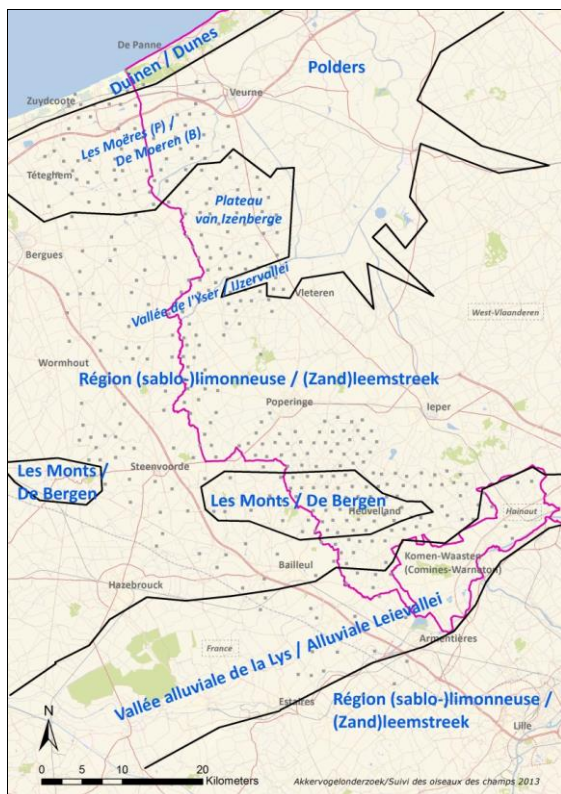 De Panne
Duinen / Dunes
Polders
Zuydcoote
Veurne
Les Moëres (F) /
De Moeren (B)
Téteghem
Plateau
van Izenberge
Bergues
Vallée de l'Yser / IJzervallei
Vleteren
West-Vlaanderen
Wormhout
Région (sablo-)limonneuse / (Zand)leemstreek
Poperinge
Ieper
Les Monts /
De Bergen
Steenvoorde
Les Monts / De Bergen
Heuvelland
Hainaut
Bailleul
Komen-Waasten
(Comines-Warneton)
Hazebrouck
Vallée alluviale de la Lys / Alluviale Leievallei
France
Armentières
Estaires
Région (sablo-)limonneuse /
(Zand)leemstreek
Lille
N
0 5 10 20
Kilometers
Akkervogelonderzoek/Suivi des oiseaux des champs 2013